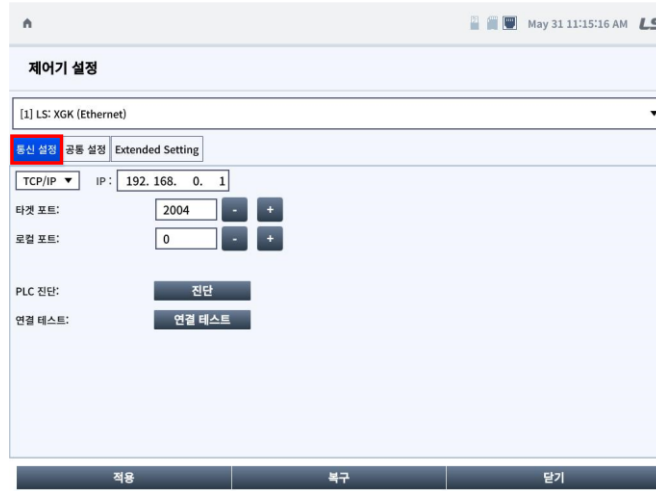 May 31 11:15:16 AM LS
제어기 설정
[1] LS: XGK (Ethernet)
통신 설정 공통 설정 Extended Setting
TCP/IP ▼ IP : 192. 168. 0. 1
타겟 포트: 2004 - +
로컬 포트: 0 - +
PLC 진단: 진단
연결 테스트: 연결 테스트
적용 복구 닫기